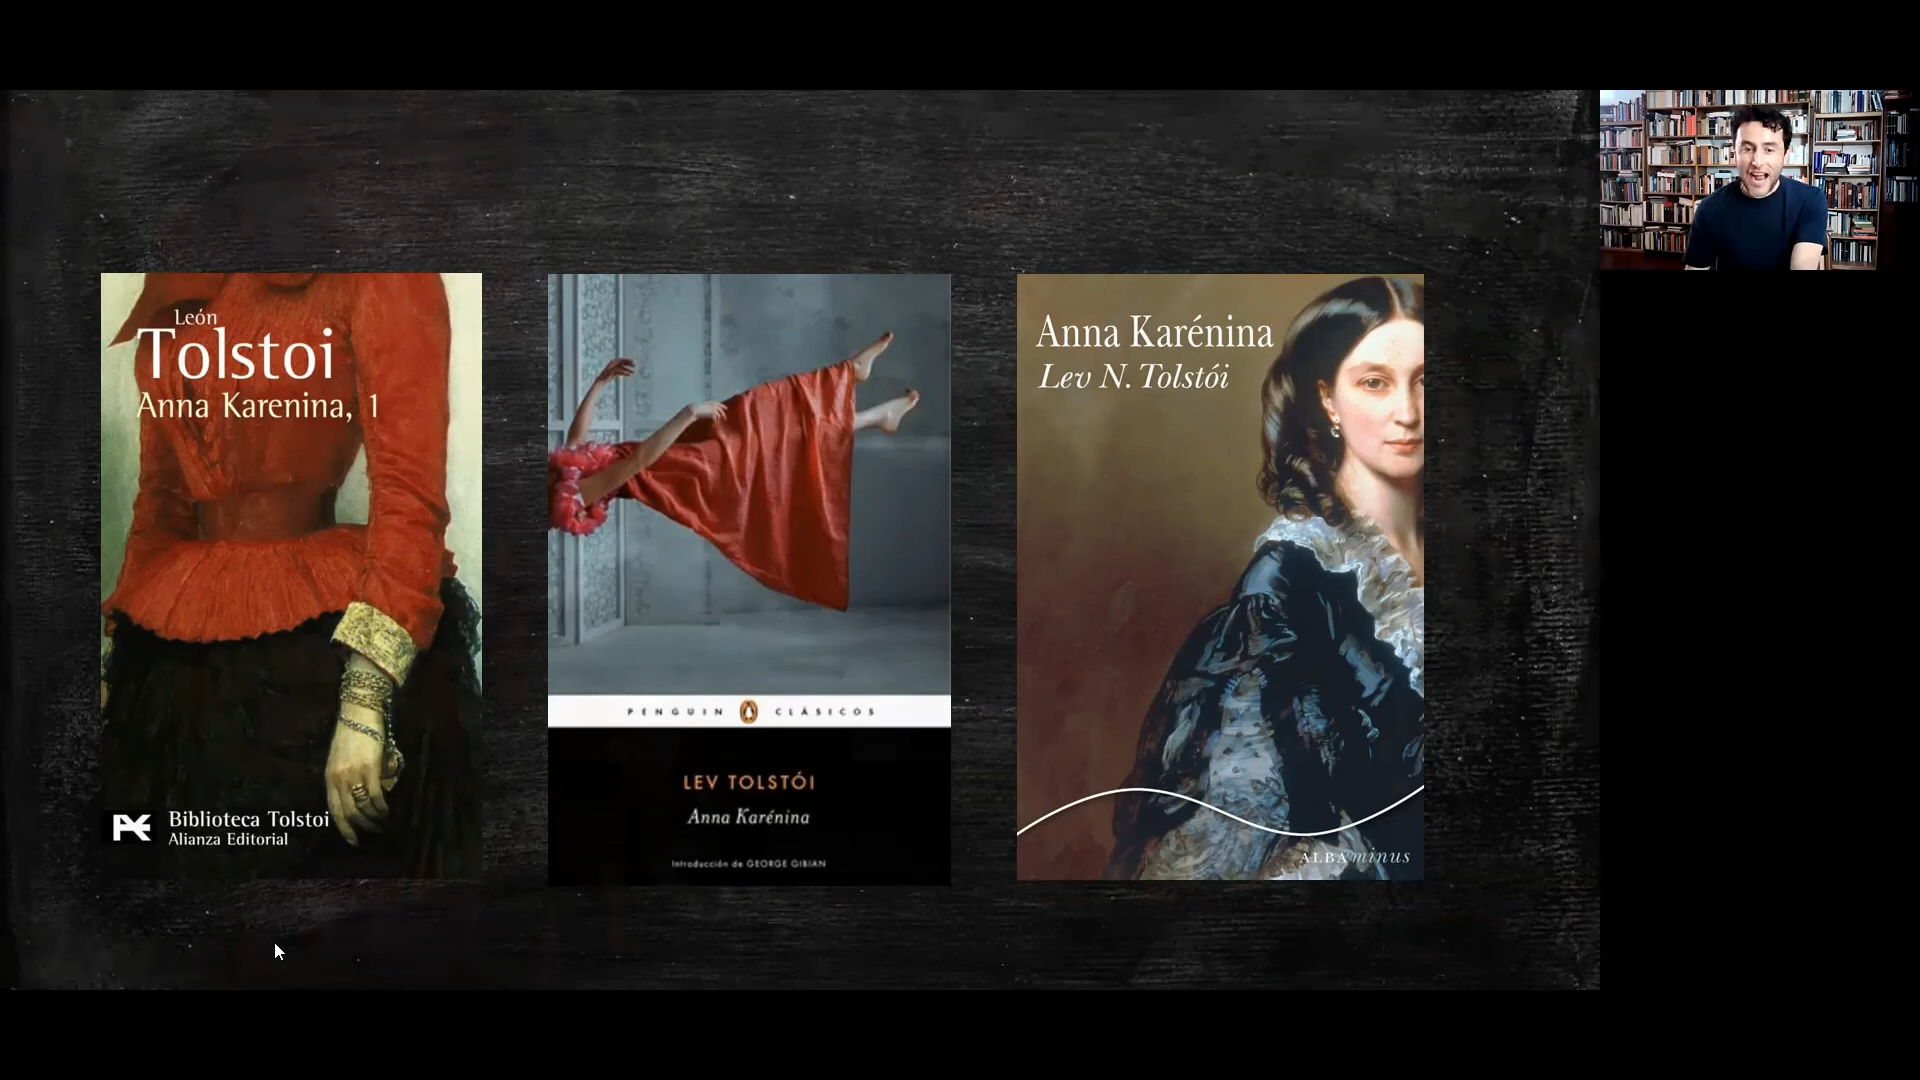 León
Tolstoi
Anna Karenina, 1
Biblioteca Tolstoi
Alianza Editorial
PENGUIN CLÁSICOS
LEV TOLSTÓI
Anna Karénina
Introducción de GEORGE GIBIAN
Anna Karénina
Lev N. Tolstói
ALBA minus